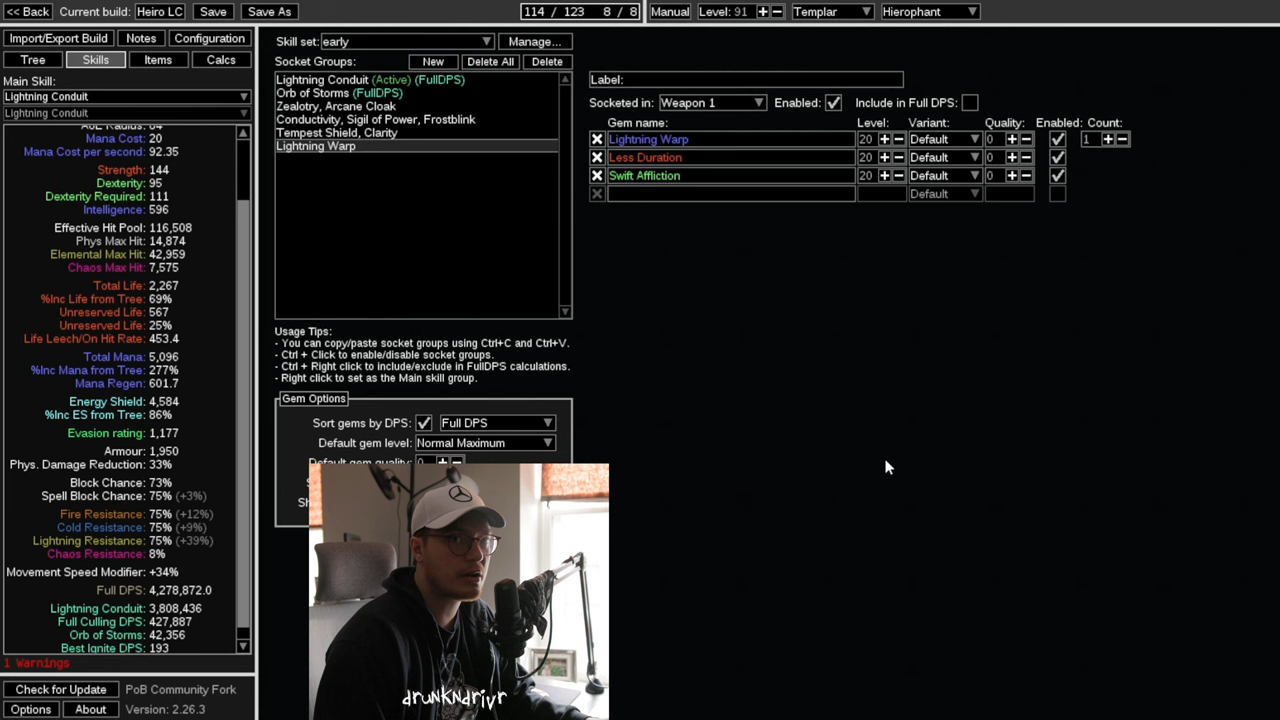 << Back Current build: Heiro LC Save Save As 114 / 123 8 / 8 Manual Level: 91 Templar Hierophant
Import/Export Build Notes Configuration
Tree Skills Items Calcs
Main Skill:
Lightning Conduit
Lightning Conduit
AoE Radius: 64
Mana Cost: 20
Mana Cost per second: 92.35
Strength: 144
Dexterity: 95
Dexterity Required: 111
Intelligence: 596
Effective Hit Pool: 116,508
Phys Max Hit: 14,874
Elemental Max Hit: 42,959
Chaos Max Hit: 7,575
Total Life: 2,267
%Inc Life from Tree: 69%
Unreserved Life: 567
Unreserved Life: 25%
Life Leech/On Hit Rate: 453.4
Total Mana: 5,096
%Inc Mana from Tree: 277%
Mana Regen: 601.7
Energy Shield: 4,584
%Inc ES from Tree: 86%
Evasion rating: 1,177
Armour: 1,950
Phys. Damage Reduction: 33%
Block Chance: 73%
Spell Block Chance: 75% (+3%)
Fire Resistance: 75% (+12%)
Cold Resistance: 75% (+9%)
Lightning Resistance: 75% (+39%)
Chaos Resistance: 8%
Movement Speed Modifier: +34%
Full DPS: 4,278,872.0
Lightning Conduit: 3,808,436
Full Culling DPS: 427,887
Orb of Storms: 42,356
Best Ignite DPS: 193
1 Warnings
Check for Update PoB Community Fork
Options About Version: 2.26.3
Skill set: early Manage...
Socket Groups: New Delete All Delete
Lightning Conduit (Active) (FullDPS)
Orb of Storms (FullDPS)
Zealotry, Arcane Cloak
Conductivity, Sigil of Power, Frostblink
Tempest Shield, Clarity
Lightning Warp
Usage Tips:
- You can copy/paste socket groups using Ctrl+C and Ctrl+V.
- Ctrl + Click to enable/disable socket groups.
- Ctrl + Right click to include/exclude in FullDPS calculations.
- Right click to set as the Main skill group.
Gem Options
Sort gems by DPS: Full DPS
Default gem level: Normal Maximum
Default gem quality: 0
Label:
Socketed in: Weapon 1 Enabled: Include in Full DPS:
Gem name: Level: Variant: Quality: Enabled: Count:
Lightning Warp 20 Default 0 1
Less Duration 20 Default 0
Swift Affliction 20 Default 0
Default
drunkndrivr